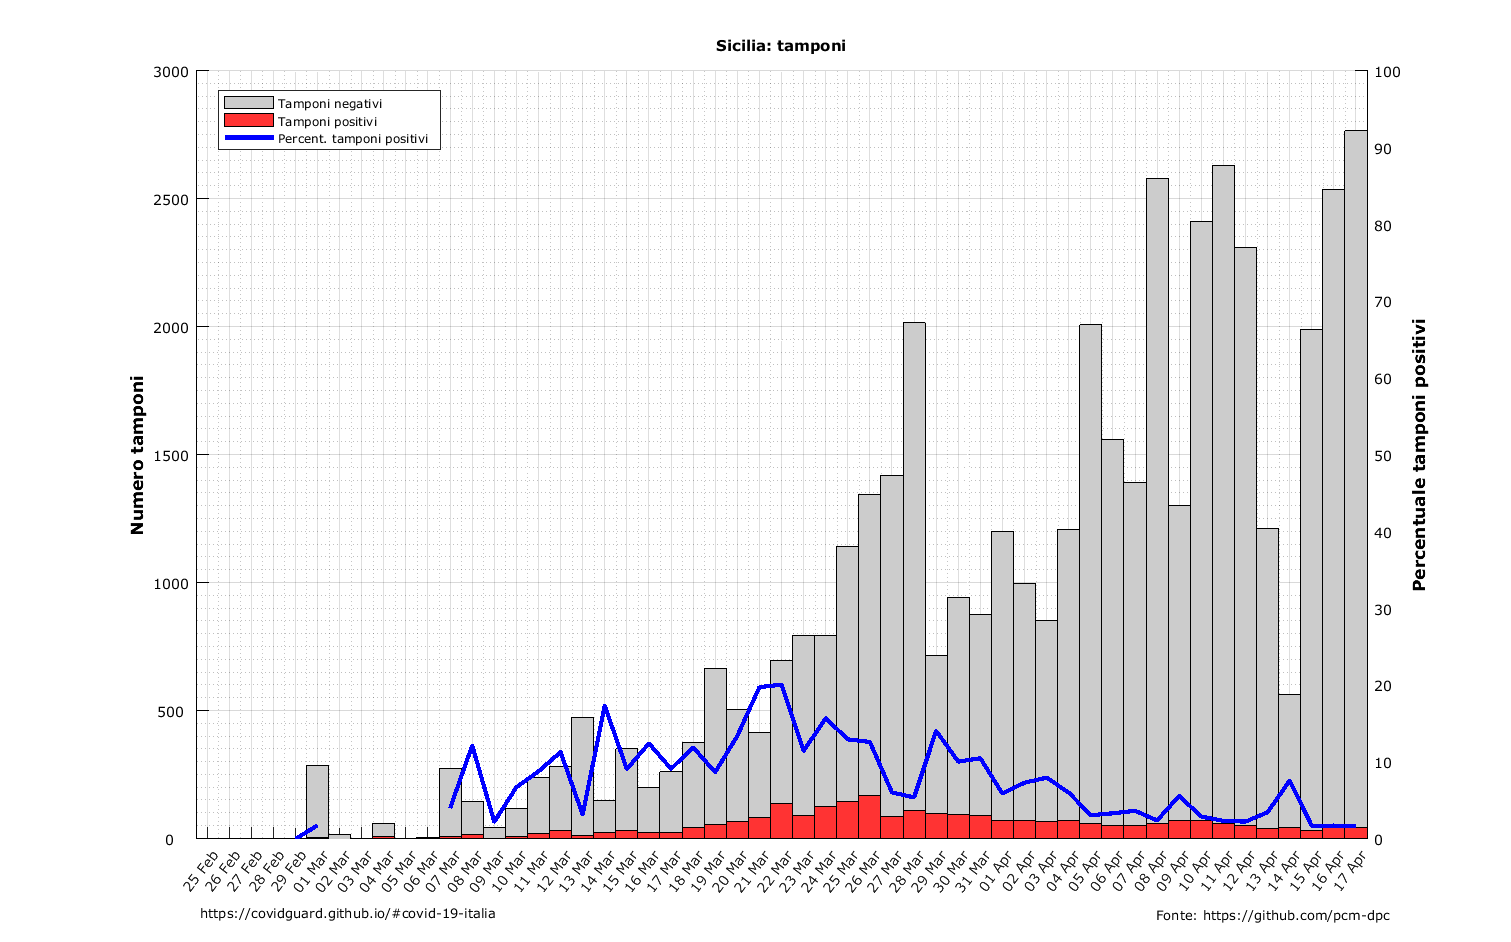 Sicilia: tamponi
3000
2500
2000
1500
1000
500
0
Numero tamponi
Tamponi negativi
Tamponi positivi
Percent. tamponi positivi
100
90
80
70
60
50
40
30
20
10
0
Percentuale tamponi positivi
25 Feb
26 Feb
27 Feb
28 Feb
29 Feb
01 Mar
02 Mar
03 Mar
04 Mar
05 Mar
06 Mar
07 Mar
08 Mar
09 Mar
10 Mar
11 Mar
12 Mar
13 Mar
14 Mar
15 Mar
16 Mar
17 Mar
18 Mar
19 Mar
20 Mar
21 Mar
22 Mar
23 Mar
24 Mar
25 Mar
26 Mar
27 Mar
28 Mar
29 Mar
30 Mar
31 Mar
01 Apr
02 Apr
03 Apr
04 Apr
05 Apr
06 Apr
07 Apr
08 Apr
09 Apr
10 Apr
11 Apr
12 Apr
13 Apr
14 Apr
15 Apr
16 Apr
17 Apr
https://covidguard.github.io/#covid-19-italia
Fonte: https://github.com/pcm-dpc